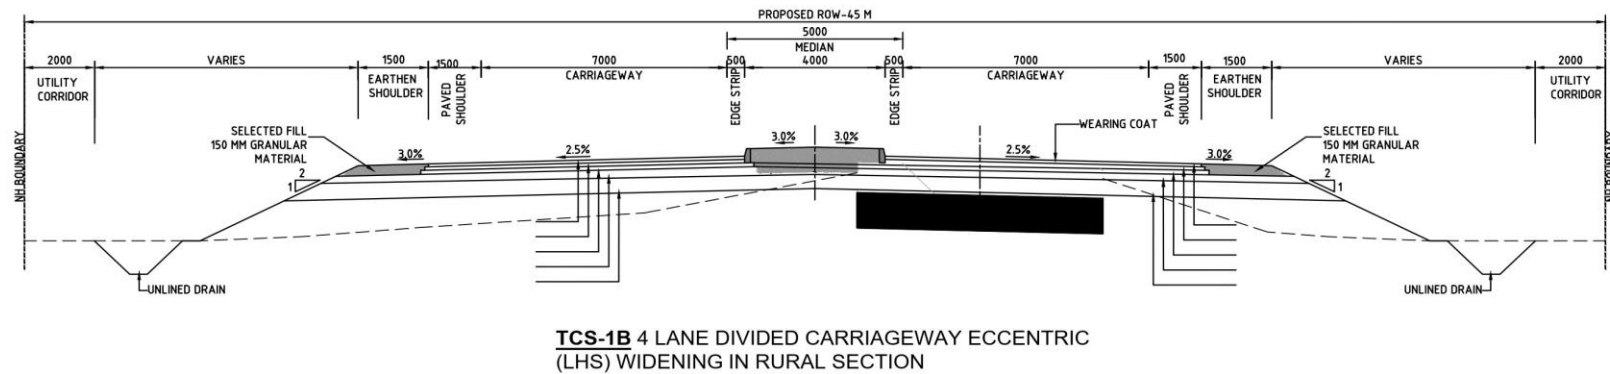 PROPOSED ROW-45 M
5000
MEDIAN
2000
VARIES
1500
1500
7000
500
4000
500
7000
1500
1500
VARIES
2000
UTILITY
CORRIDOR
EARTHEN
SHOULDER
PAVED
SHOULDER
CARRIAGEWAY
EDGE STRIP
EDGE STRIP
CARRIAGEWAY
PAVED
SHOULDER
EARTHEN
SHOULDER
UTILITY
CORRIDOR
NH BOUNDARY
SELECTED FILL
150 MM GRANULAR
MATERIAL
3.0%
2.5%
3.0%
3.0%
WEARING COAT
2.5%
3.0%
SELECTED FILL
150 MM GRANULAR
MATERIAL
2
1
2
1
UNLINED DRAIN
UNLINED DRAIN
TCS-1B 4 LANE DIVIDED CARRIAGEWAY ECCENTRIC
(LHS) WIDENING IN RURAL SECTION